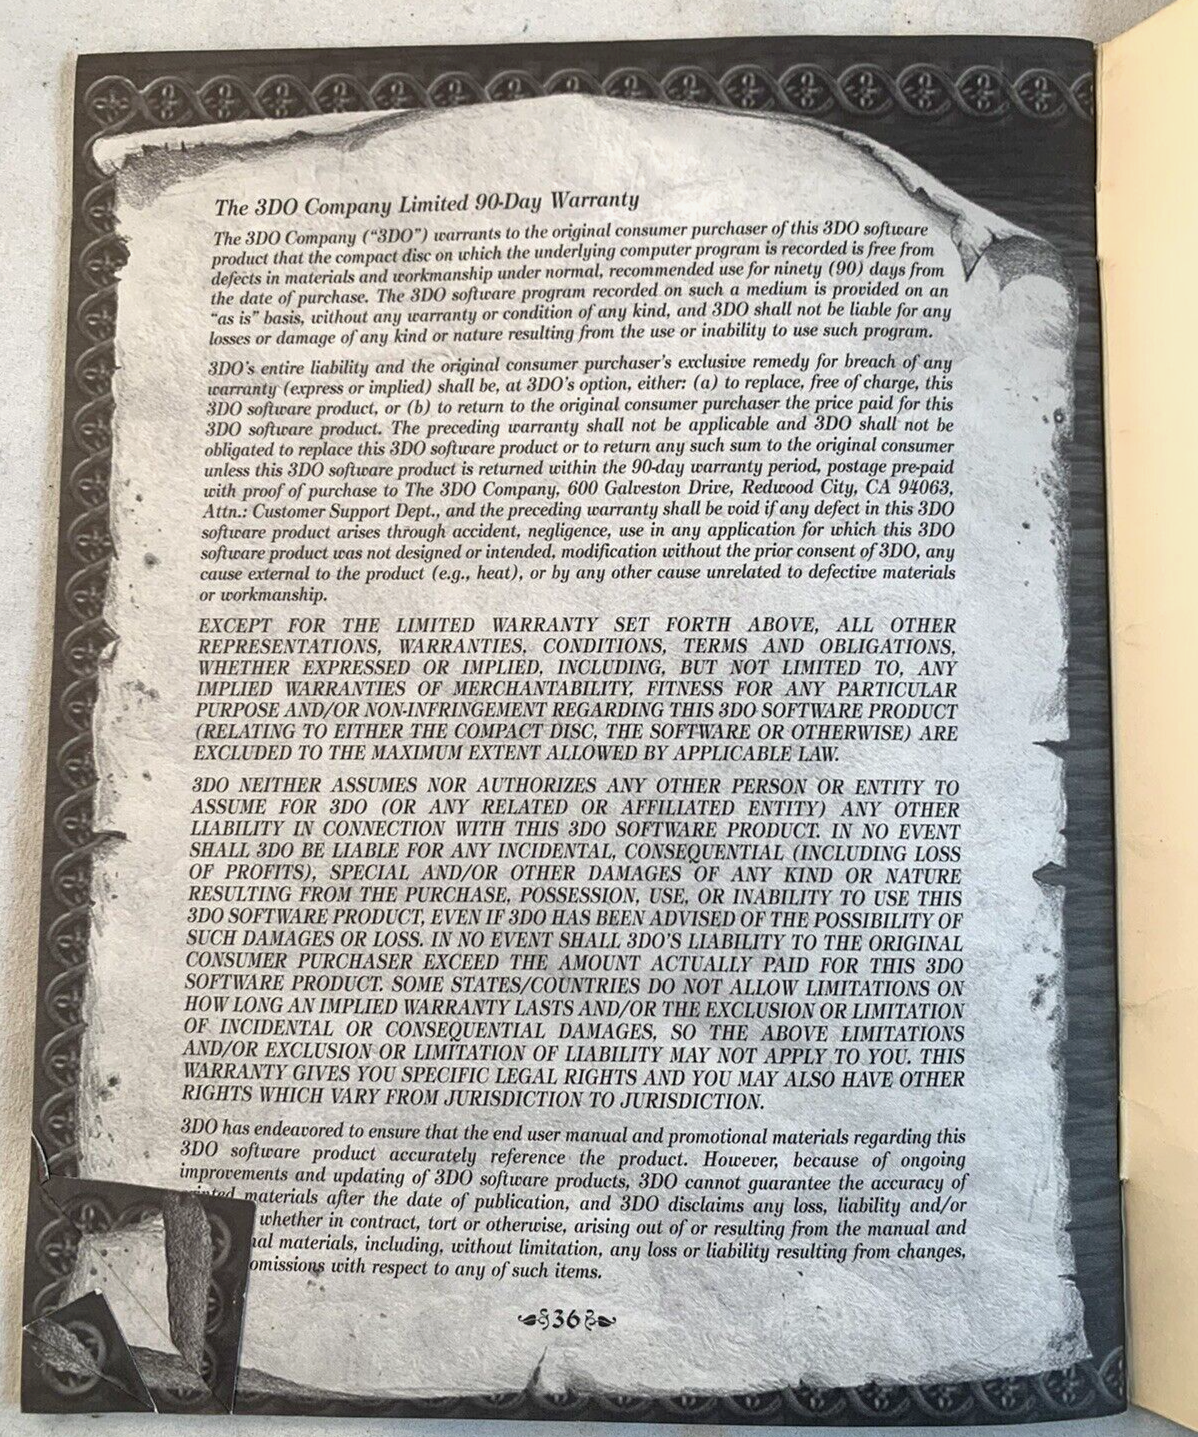 The 3DO Company Limited 90-Day Warranty
The 3DO Company (“3DO”) warrants to the original consumer purchaser of this 3DO software
product that the compact disc on which the underlying computer program is recorded is free from
defects in materials and workmanship under normal, recommended use for ninety (90) days from
the date of purchase. The 3DO software program recorded on such a medium is provided on an
“as is” basis, without any warranty or condition of any kind, and 3DO shall not be liable for any
losses or damage of any kind or nature resulting from the use or inability to use such program.
3DO's entire liability and the original consumer purchaser's exclusive remedy for breach of any
warranty (express or implied) shall be, at 3DO's option, either: (a) to replace, free of charge, this
3DO software product, or (b) to return to the original consumer purchaser the price paid for this
3DO software product. The preceding warranty shall not be applicable and 3DO shall not be
obligated to replace this 3DO software product or to return any such sum to the original consumer
unless this 3DO software product is returned within the 90-day warranty period, postage pre-paid
with proof of purchase to The 3DO Company, 600 Galveston Drive, Redwood City, CA 94063,
Attn.: Customer Support Dept., and the preceding warranty shall be void if any defect in this 3DO
software product arises through accident, negligence, use in any application for which this 3DO
software product was not designed or intended, modification without the prior consent of 3DO, any
cause external to the product (e.g., heat), or by any other cause unrelated to defective materials
or workmanship.
EXCEPT FOR THE LIMITED WARRANTY SET FORTH ABOVE, ALL OTHER
REPRESENTATIONS, WARRANTIES, CONDITIONS, TERMS AND OBLIGATIONS,
WHETHER EXPRESSED OR IMPLIED, INCLUDING, BUT NOT LIMITED TO, ANY
IMPLIED WARRANTIES OF MERCHANTABILITY, FITNESS FOR ANY PARTICULAR
PURPOSE AND/OR NON-INFRINGEMENT REGARDING THIS 3DO SOFTWARE PRODUCT
(RELATING TO EITHER THE COMPACT DISC, THE SOFTWARE OR OTHERWISE) ARE
EXCLUDED TO THE MAXIMUM EXTENT ALLOWED BY APPLICABLE LAW.
3DO NEITHER ASSUMES NOR AUTHORIZES ANY OTHER PERSON OR ENTITY TO
ASSUME FOR 3DO (OR ANY RELATED OR AFFILIATED ENTITY) ANY OTHER
LIABILITY IN CONNECTION WITH THIS 3DO SOFTWARE PRODUCT. IN NO EVENT
SHALL 3DO BE LIABLE FOR ANY INCIDENTAL, CONSEQUENTIAL (INCLUDING LOSS
OF PROFITS), SPECIAL AND/OR OTHER DAMAGES OF ANY KIND OR NATURE
RESULTING FROM THE PURCHASE, POSSESSION, USE, OR INABILITY TO USE THIS
3DO SOFTWARE PRODUCT, EVEN IF 3DO HAS BEEN ADVISED OF THE POSSIBILITY OF
SUCH DAMAGES OR LOSS. IN NO EVENT SHALL 3DO'S LIABILITY TO THE ORIGINAL
CONSUMER PURCHASER EXCEED THE AMOUNT ACTUALLY PAID FOR THIS 3DO
SOFTWARE PRODUCT. SOME STATES/COUNTRIES DO NOT ALLOW LIMITATIONS ON
HOW LONG AN IMPLIED WARRANTY LASTS AND/OR THE EXCLUSION OR LIMITATION
OF INCIDENTAL OR CONSEQUENTIAL DAMAGES, SO THE ABOVE LIMITATIONS
AND/OR EXCLUSION OR LIMITATION OF LIABILITY MAY NOT APPLY TO YOU. THIS
WARRANTY GIVES YOU SPECIFIC LEGAL RIGHTS AND YOU MAY ALSO HAVE OTHER
RIGHTS WHICH VARY FROM JURISDICTION TO JURISDICTION.
3DO has endeavored to ensure that the end user manual and promotional materials regarding this
3DO software product accurately reference the product. However, because of ongoing
improvements and updating of 3DO software products, 3DO cannot guarantee the accuracy of
materials after the date of publication, and 3DO disclaims any loss, liability and/or
whether in contract, tort or otherwise, arising out of or resulting from the manual and
materials, including, without limitation, any loss or liability resulting from changes,
omissions with respect to any of such items.
36